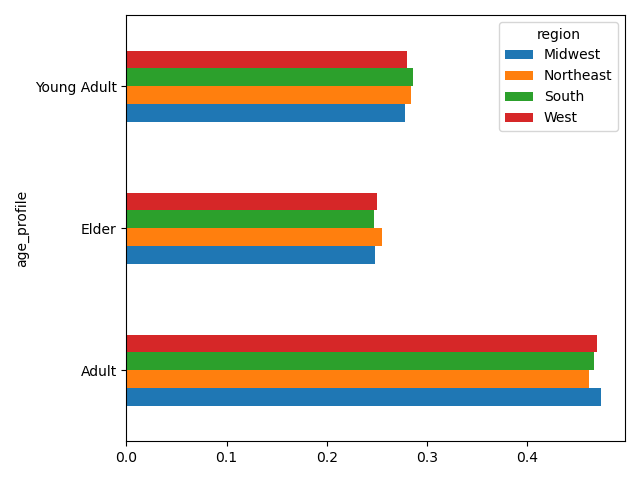 region
Midwest
Northeast
South
West
Young Adult
Elder
Adult
age_profile
0.0 0.1 0.2 0.3 0.4